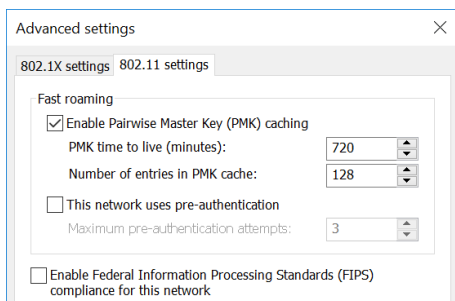 Advanced settings
802.1X settings 802.11 settings
Fast roaming
Enable Pairwise Master Key (PMK) caching
PMK time to live (minutes): 720
Number of entries in PMK cache: 128
This network uses pre-authentication
Maximum pre-authentication attempts: 3
Enable Federal Information Processing Standards (FIPS)
compliance for this network